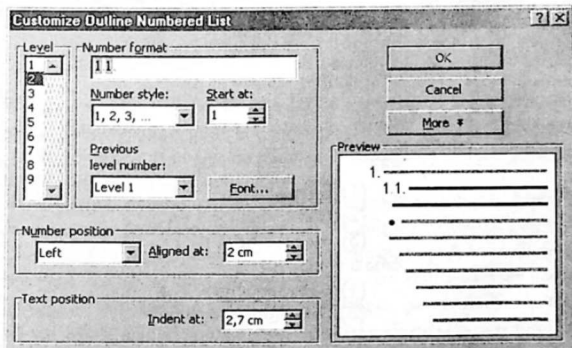 Customize Outline Numbered List
Level
1
2
3
4
5
6
7
8
9
Number format
1.1.
Number style:
1, 2, 3, ...
Start at:
1
Previous
level number:
Level 1
Font...
OK
Cancel
More
Preview
1.
1.1.
Number position
Left
Aligned at:
2 cm
Text position
Indent at:
2,7 cm